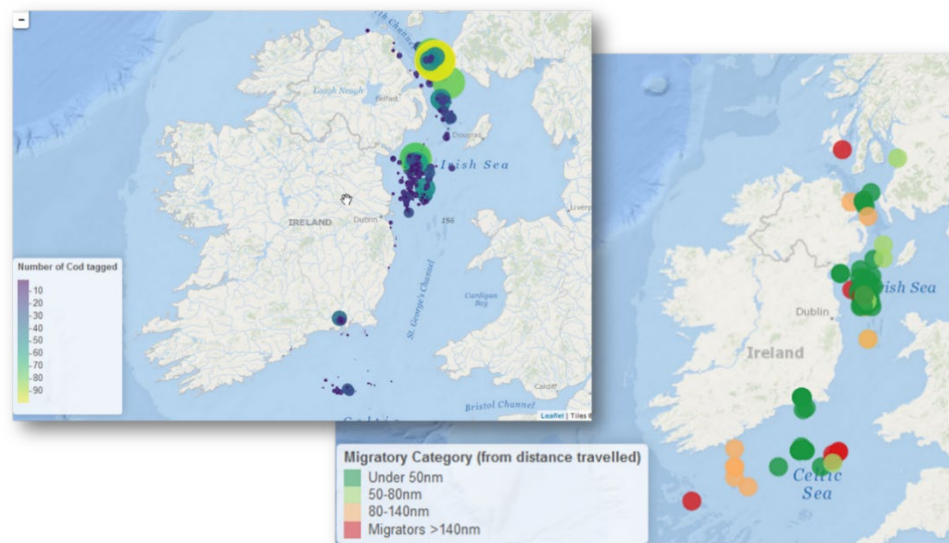 −
North Channel
Lough Neagh
Belfast
Douglas
Irish Sea
IRELAND
Dublin
156
St. George's Channel
Cardigan
Bay
Cardiff
Bristol Channel
Leaflet | Tiles
Number of Cod tagged
10
20
30
40
50
60
70
80
90
Irish Sea
Dublin
Ireland
Celtic
Sea
Migratory Category (from distance travelled)
Under 50nm
50-80nm
80-140nm
Migrators >140nm